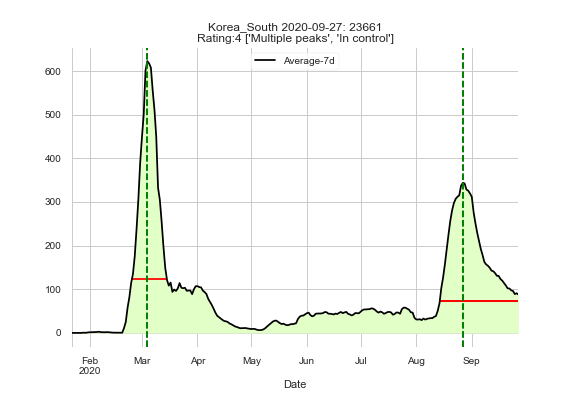 Korea_South 2020-09-27: 23661
Rating:4 ['Multiple peaks', 'In control']
Average-7d
600
500
400
300
200
100
0
Feb Mar Apr May Jun Jul Aug Sep
2020
Date